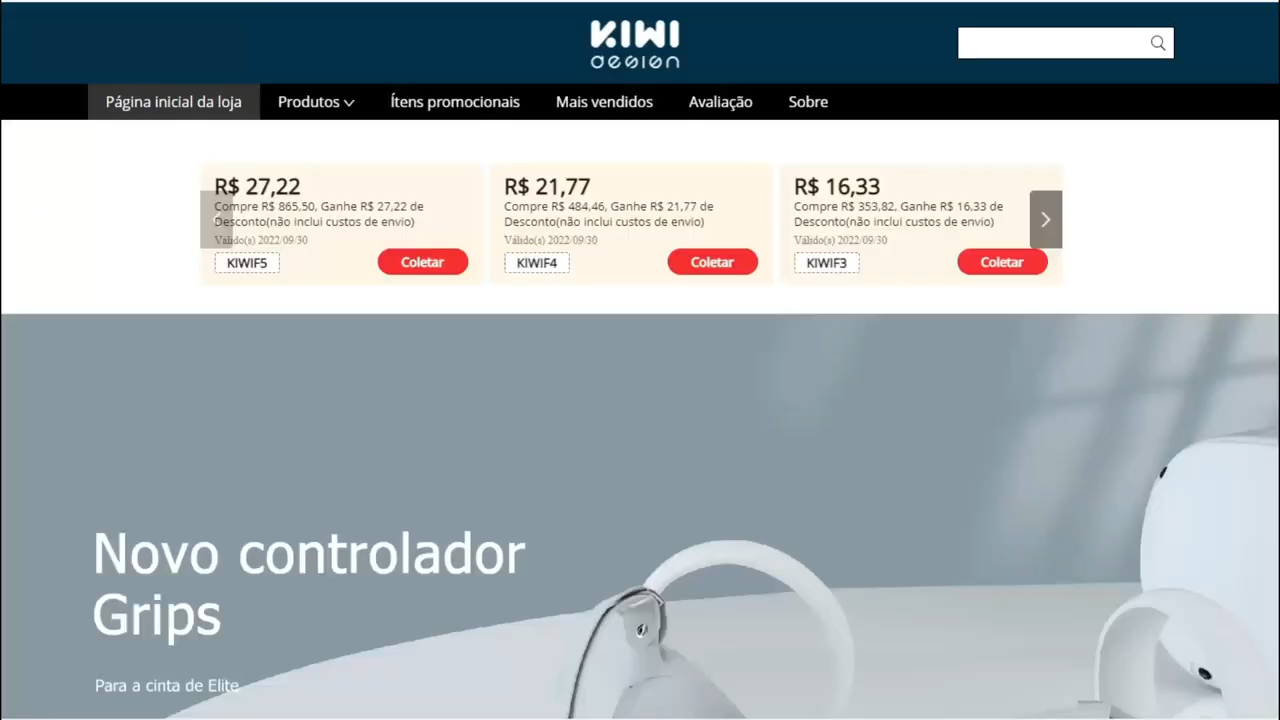 KIWI
design
Página inicial da loja
Produtos
Ítens promocionais
Mais vendidos
Avaliação
Sobre
R$ 27,22
Compre R$ 865,50, Ganhe R$ 27,22 de
Desconto(não inclui custos de envio)
Válido(s) 2022/09/30
KIWIF5
Coletar
R$ 21,77
Compre R$ 484,46, Ganhe R$ 21,77 de
Desconto(não inclui custos de envio)
Válido(s) 2022/09/30
KIWIF4
Coletar
R$ 16,33
Compre R$ 353,82, Ganhe R$ 16,33 de
Desconto(não inclui custos de envio)
Válido(s) 2022/09/30
KIWIF3
Coletar
Novo controlador
Grips
Para a cinta de Elite